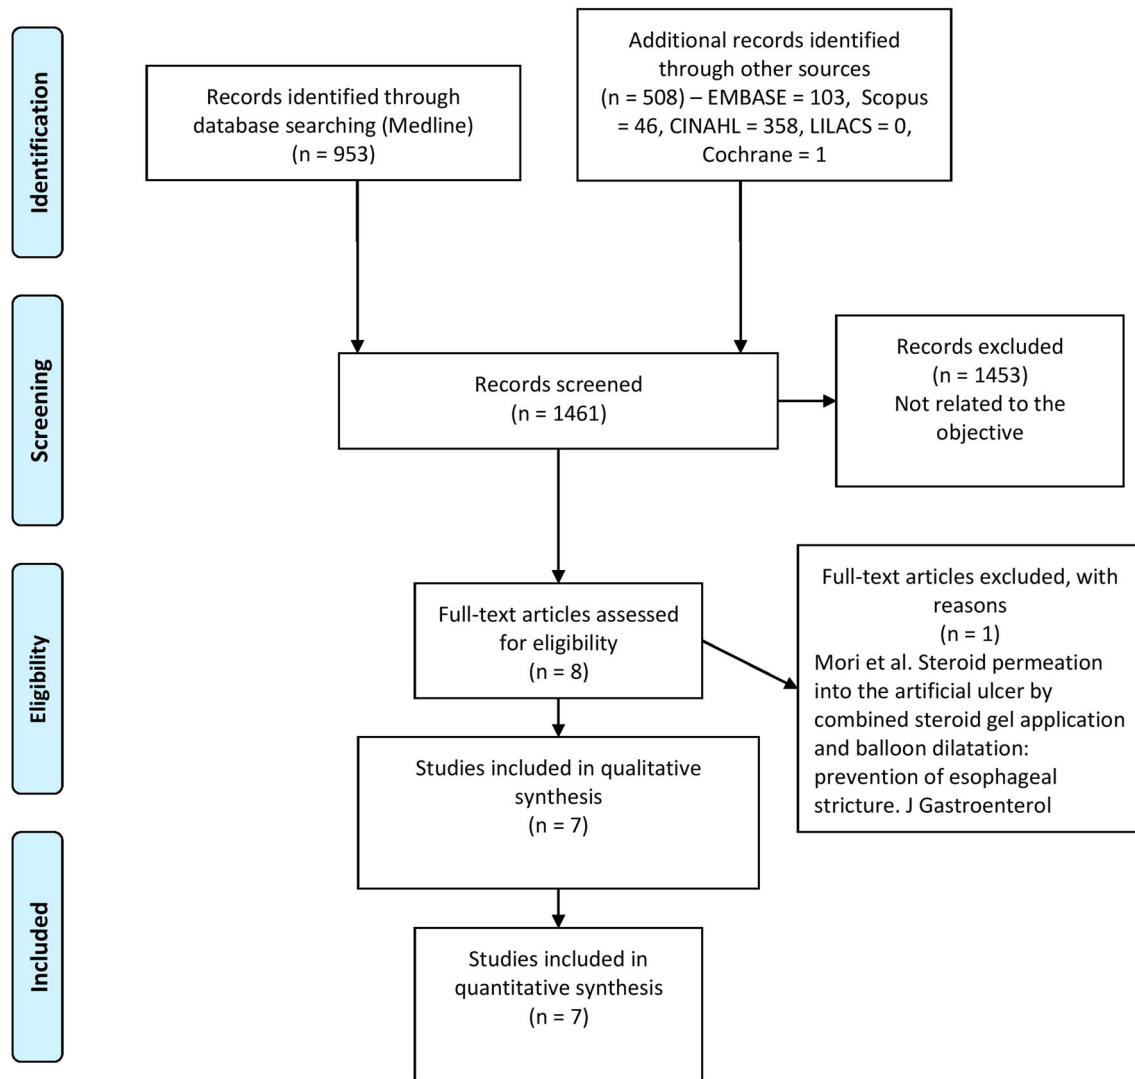 Identification
Records identified through
database searching (Medline)
(n = 953)
Additional records identified
through other sources
(n = 508) – EMBASE = 103, Scopus
= 46, CINAHL = 358, LILACS = 0,
Cochrane = 1
Screening
Records screened
(n = 1461)
Records excluded
(n = 1453)
Not related to the
objective
Eligibility
Full-text articles assessed
for eligibility
(n = 8)
Full-text articles excluded, with
reasons
(n = 1)
Mori et al. Steroid permeation
into the artificial ulcer by
combined steroid gel application
and balloon dilatation:
prevention of esophageal
stricture. J Gastroenterol
Studies included in qualitative
synthesis
(n = 7)
Included
Studies included in
quantitative synthesis
(n = 7)